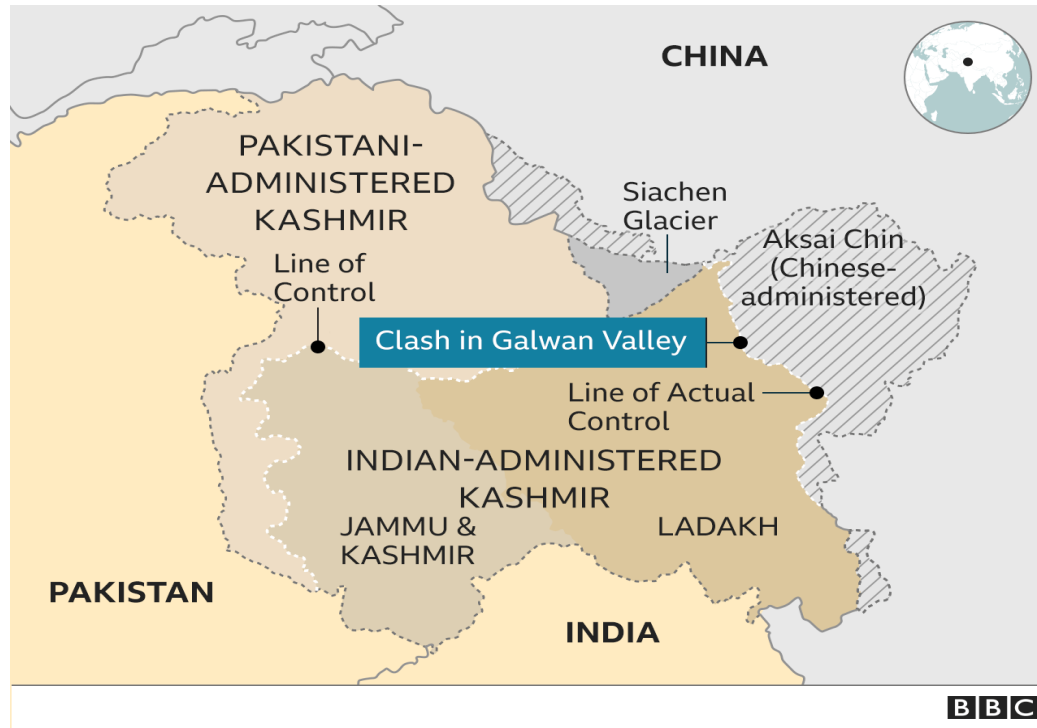 CHINA
PAKISTANI-
ADMINISTERED
KASHMIR
Siachen
Glacier
Aksai Chin
(Chinese-
administered)
Line of
Control
Clash in Galwan Valley
Line of Actual
Control
INDIAN-ADMINISTERED
KASHMIR
JAMMU &
KASHMIR
LADAKH
PAKISTAN
INDIA
BBC